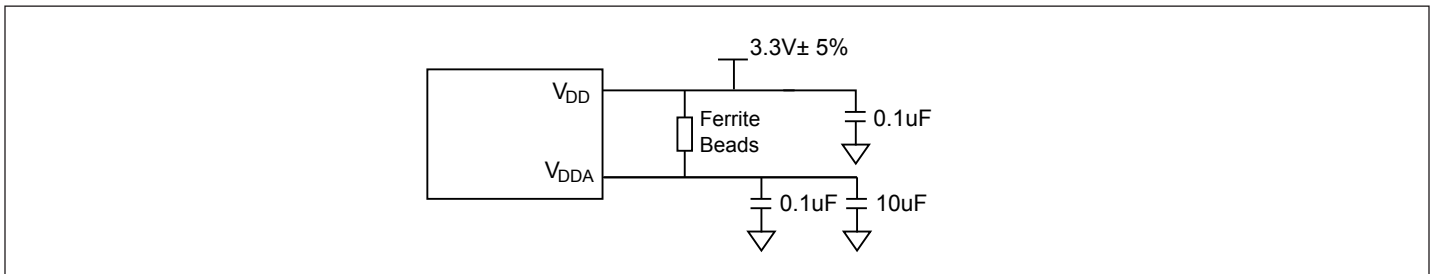 3.3V± 5%
VDD
Ferrite
Beads
0.1uF
VDDA
0.1uF
10uF